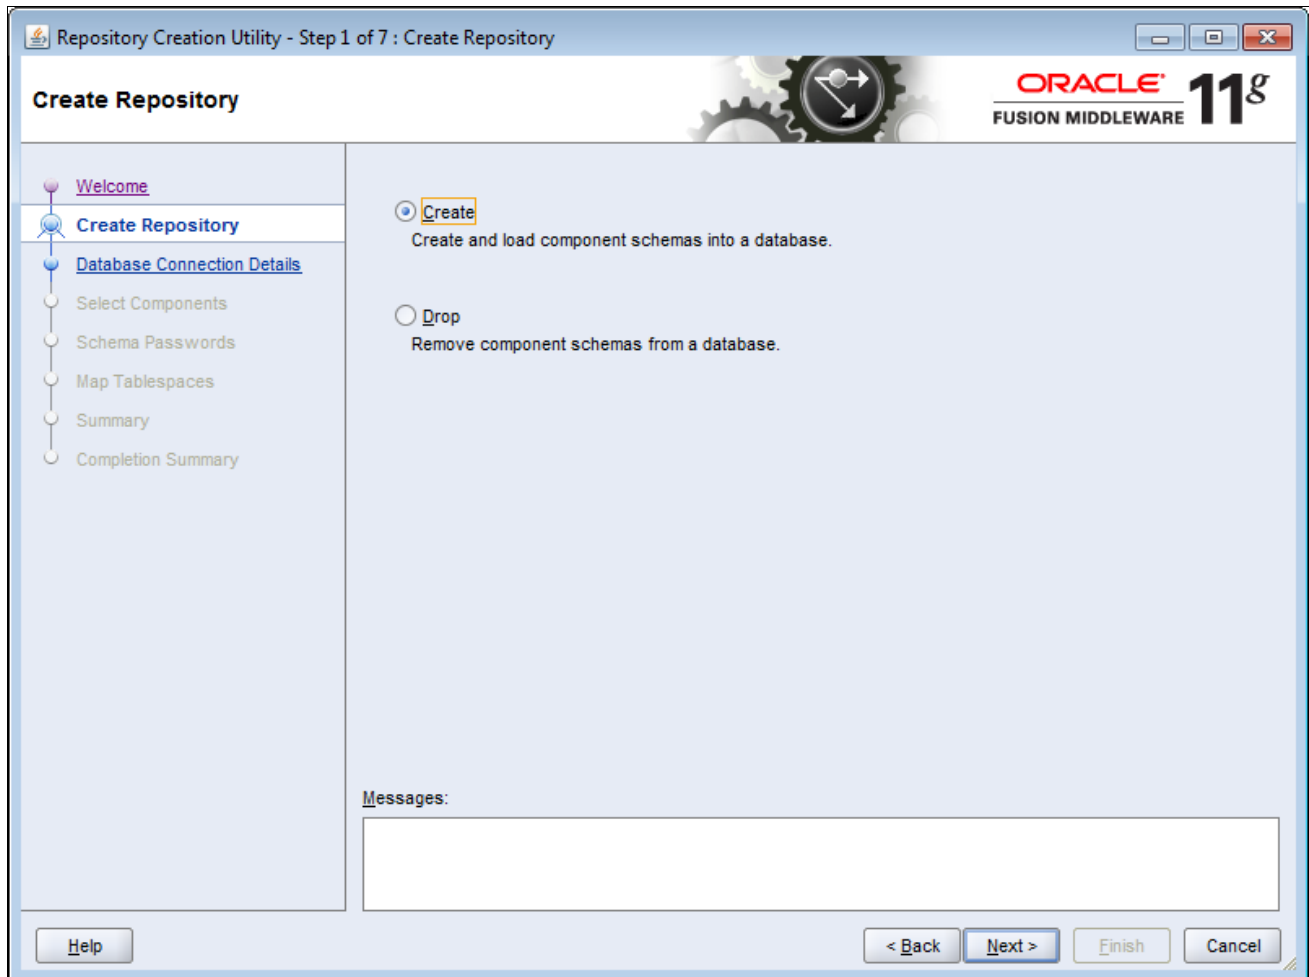 Repository Creation Utility - Step 1 of 7 : Create Repository
Create Repository
ORACLE
FUSION MIDDLEWARE
11g
Welcome
Create Repository
Database Connection Details
Select Components
Schema Passwords
Map Tablespaces
Summary
Completion Summary
Create
Create and load component schemas into a database.
Drop
Remove component schemas from a database.
Messages:
Help
< Back
Next >
Finish
Cancel